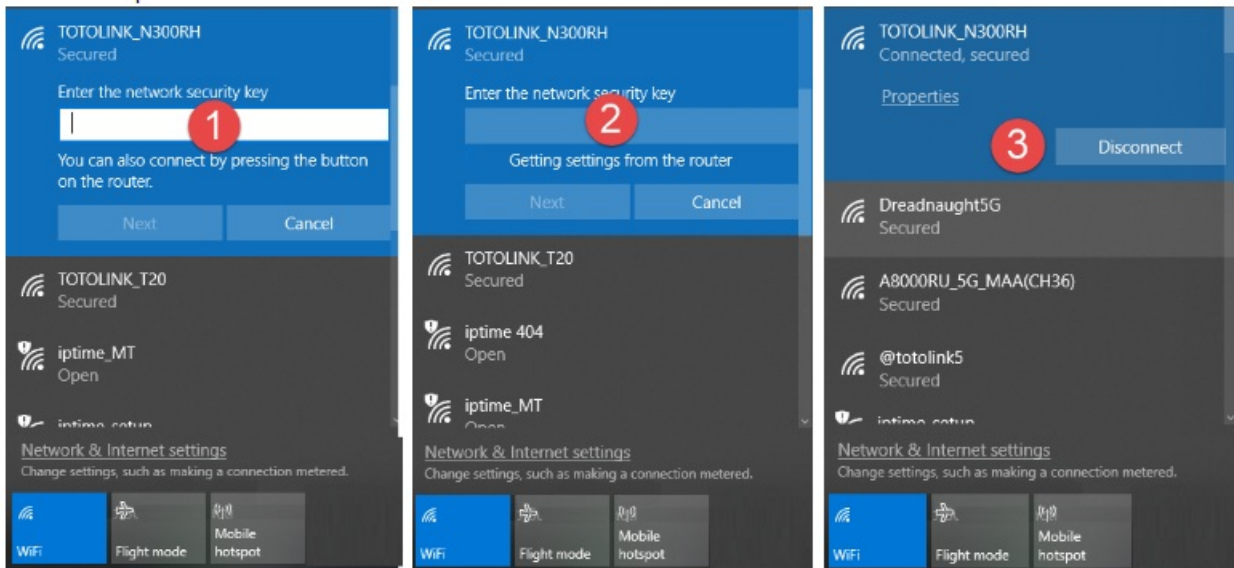 TOTOLINK_N300RH
Secured
Enter the network security key
1
You can also connect by pressing the button
on the router.
Next
Cancel
TOTOLINK_T20
Secured
iptime_MT
Open
iptime_setup
Network & Internet settings
Change settings, such as making a connection metered.
WiFi
Flight mode
Mobile
hotspot
TOTOLINK_N300RH
Secured
Enter the network security key
2
Getting settings from the router
Next
Cancel
TOTOLINK_T20
Secured
iptime 404
Open
iptime_MT
Open
Network & Internet settings
Change settings, such as making a connection metered.
WiFi
Flight mode
Mobile
hotspot
TOTOLINK_N300RH
Connected, secured
Properties
3
Disconnect
Dreadnaught5G
Secured
A8000RU_5G_MAA(CH36)
Secured
@totolink5
Secured
iptime_setup
Network & Internet settings
Change settings, such as making a connection metered.
WiFi
Flight mode
Mobile
hotspot